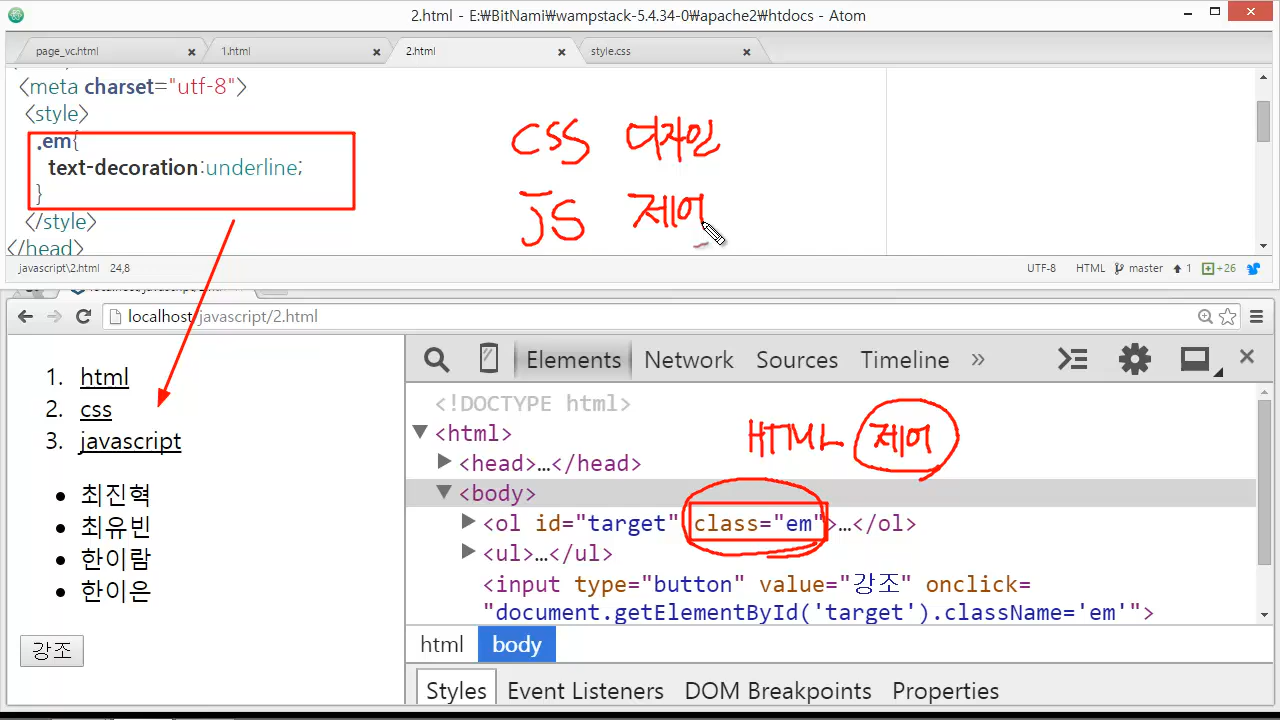 2.html - E:₩BitNami₩wampstack-5.4.34-0₩apache2₩htdocs - Atom
page_vc.html 1.html 2.html style.css
<meta charset="utf-8">
<style>
.em{
text-decoration:underline;
}
</style>
</head>
CSS 디자인
JS 제어
javascript\2.html 24,8 UTF-8 HTML master 1 +26
localhost/javascript/2.html
1. html
2. css
3. javascript
• 최진혁
• 최유빈
• 한이람
• 한이은
강조
Elements Network Sources Timeline »
<!DOCTYPE html>
<html>
<head>…</head>
<body>
<ol id="target" class="em">…</ol>
<ul>…</ul>
<input type="button" value="강조" onclick=
"document.getElementById('target').className='em'">
HTML 제어
html body
Styles Event Listeners DOM Breakpoints Properties